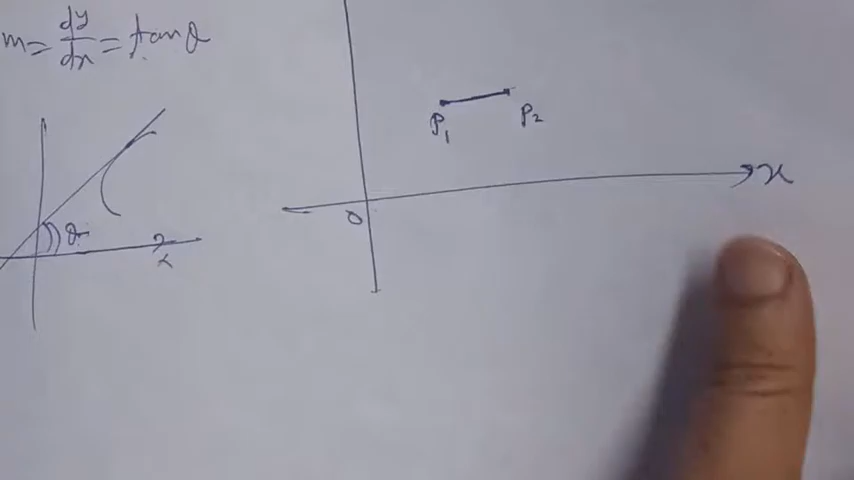 m = dy/dx = tan θ
P₁ P₂
x
O
θ
x